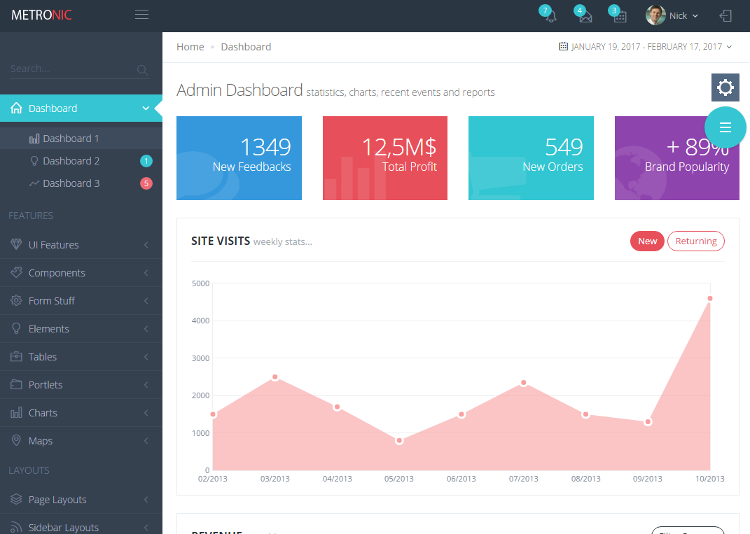 METRONIC
7
4
3
Nick
Search...
Home
Dashboard
JANUARY 19, 2017 - FEBRUARY 17, 2017
Admin Dashboard statistics, charts, recent events and reports
Dashboard
Dashboard 1
Dashboard 2
1
Dashboard 3
5
FEATURES
UI Features
Components
Form Stuff
Elements
Tables
Portlets
Charts
Maps
LAYOUTS
Page Layouts
Sidebar Layouts
1349
New Feedbacks
12,5M$
Total Profit
549
New Orders
+ 89%
Brand Popularity
SITE VISITS weekly stats...
New
Returning
5000
4000
3000
2000
1000
0
02/2013 03/2013 04/2013 05/2013 06/2013 07/2013 08/2013 09/2013 10/2013
REVENUE